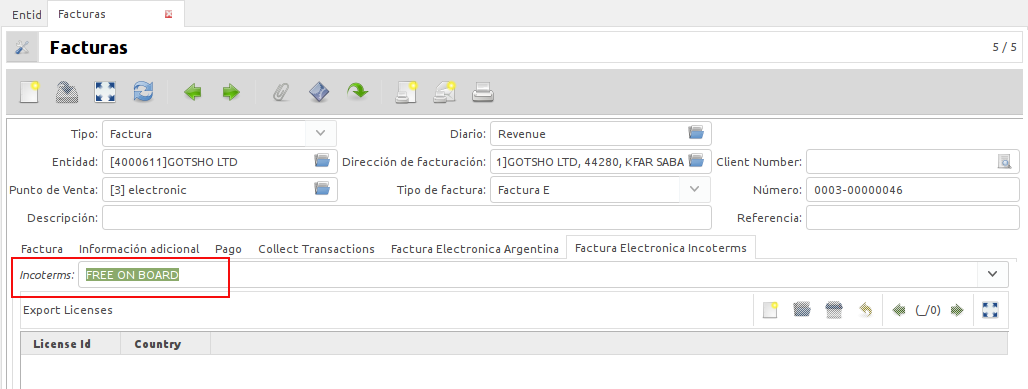 Entid Facturas
Facturas 5 / 5
Tipo: Factura Diario: Revenue
Entidad: [4000611]GOTSHO LTD Dirección de facturación: 1]GOTSHO LTD, 44280, KFAR SABA Client Number:
Punto de Venta: [3] electronic Tipo de factura: Factura E Número: 0003-00000046
Descripción: Referencia:
Factura Información adicional Pago Collect Transactions Factura Electronica Argentina Factura Electronica Incoterms
Incoterms: FREE ON BOARD
Export Licenses (_/0)
License Id Country